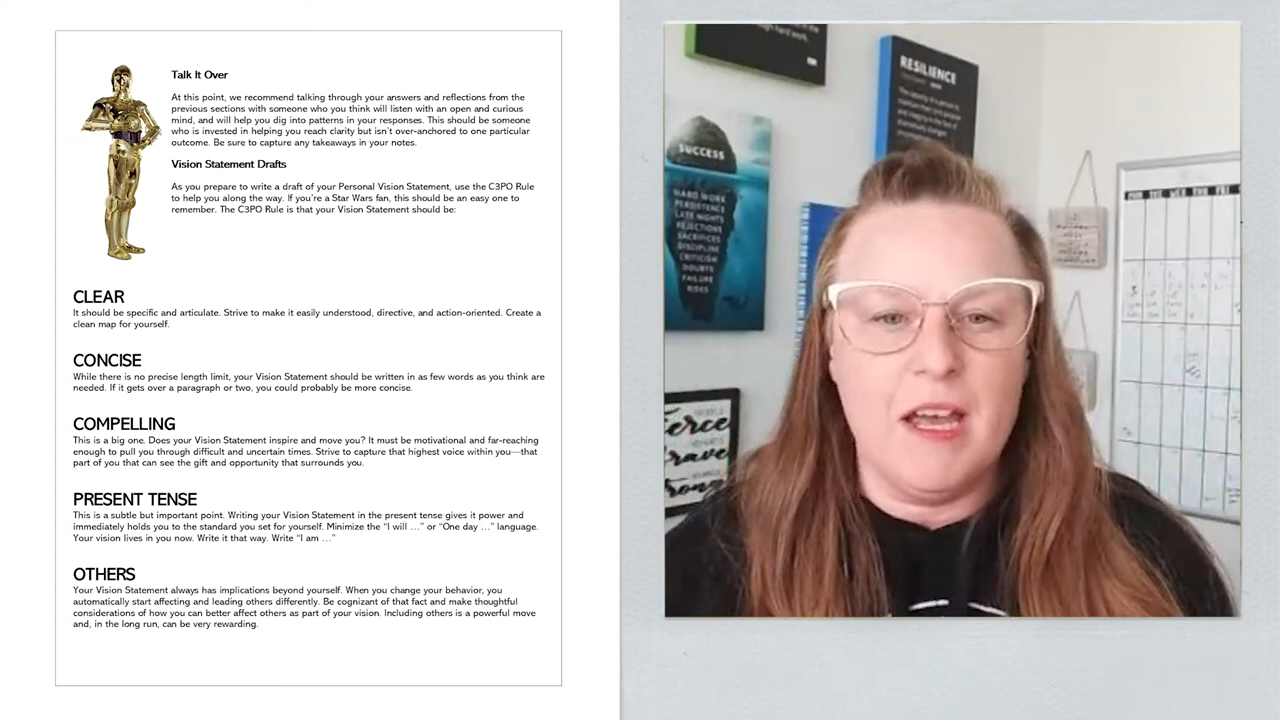 Talk It Over
At this point, we recommend talking through your answers and reflections from the
previous sections with someone who you think will listen with an open and curious
mind, and will help you dig into patterns in your responses. This should be someone
who is invested in helping you reach clarity but isn't over-anchored to one particular
outcome. Be sure to capture any takeaways in your notes.
Vision Statement Drafts
As you prepare to write a draft of your Personal Vision Statement, use the C3PO Rule
to help you along the way. If you're a Star Wars fan, this should be an easy one to
remember. The C3PO Rule is that your Vision Statement should be:
CLEAR
It should be specific and articulate. Strive to make it easily understood, directive, and action-oriented. Create a
clean map for yourself.
CONCISE
While there is no precise length limit, your Vision Statement should be written in as few words as you think are
needed. If it gets over a paragraph or two, you could probably be more concise.
COMPELLING
This is a big one. Does your Vision Statement inspire and move you? It must be motivational and far-reaching
enough to pull you through difficult and uncertain times. Strive to capture that highest voice within you—that
part of you that can see the gift and opportunity that surrounds you.
PRESENT TENSE
This is a subtle but important point. Writing your Vision Statement in the present tense gives it power and
immediately holds you to the standard you set for yourself. Minimize the “I will …” or “One day …” language.
Your vision lives in you now. Write it that way. Write “I am …”
OTHERS
Your Vision Statement always has implications beyond yourself. When you change your behavior, you
automatically start affecting and leading others differently. Be cognizant of that fact and make thoughtful
considerations of how you can better affect others as part of your vision. Including others is a powerful move
and, in the long run, can be very rewarding.
hard work.
RESILIENCE
SUCCESS
HARD WORK
PERSISTENCE
LATE NIGHTS
REJECTIONS
SACRIFICES
DISCIPLINE
CRITICISM
DOUBTS
FAILURE
RISKS
fierce
brave
strong
MON TUE WED THU FRI